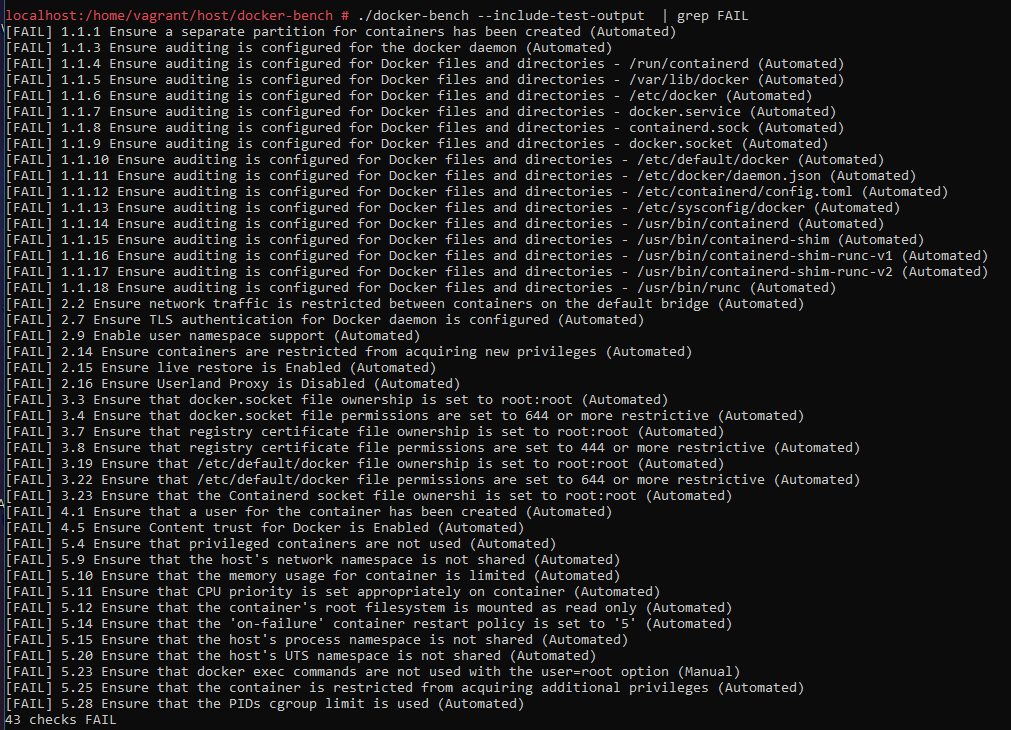 localhost:/home/vagrant/host/docker-bench # ./docker-bench --include-test-output  | grep FAIL
[FAIL] 1.1.1 Ensure a separate partition for containers has been created (Automated)
[FAIL] 1.1.3 Ensure auditing is configured for the docker daemon (Automated)
[FAIL] 1.1.4 Ensure auditing is configured for Docker files and directories - /run/containerd (Automated)
[FAIL] 1.1.5 Ensure auditing is configured for Docker files and directories - /var/lib/docker (Automated)
[FAIL] 1.1.6 Ensure auditing is configured for Docker files and directories - /etc/docker (Automated)
[FAIL] 1.1.7 Ensure auditing is configured for Docker files and directories - docker.service (Automated)
[FAIL] 1.1.8 Ensure auditing is configured for Docker files and directories - containerd.sock (Automated)
[FAIL] 1.1.9 Ensure auditing is configured for Docker files and directories - docker.socket (Automated)
[FAIL] 1.1.10 Ensure auditing is configured for Docker files and directories - /etc/default/docker (Automated)
[FAIL] 1.1.11 Ensure auditing is configured for Docker files and directories - /etc/docker/daemon.json (Automated)
[FAIL] 1.1.12 Ensure auditing is configured for Docker files and directories - /etc/containerd/config.toml (Automated)
[FAIL] 1.1.13 Ensure auditing is configured for Docker files and directories - /etc/sysconfig/docker (Automated)
[FAIL] 1.1.14 Ensure auditing is configured for Docker files and directories - /usr/bin/containerd (Automated)
[FAIL] 1.1.15 Ensure auditing is configured for Docker files and directories - /usr/bin/containerd-shim (Automated)
[FAIL] 1.1.16 Ensure auditing is configured for Docker files and directories - /usr/bin/containerd-shim-runc-v1 (Automated)
[FAIL] 1.1.17 Ensure auditing is configured for Docker files and directories - /usr/bin/containerd-shim-runc-v2 (Automated)
[FAIL] 1.1.18 Ensure auditing is configured for Docker files and directories - /usr/bin/runc (Automated)
[FAIL] 2.2 Ensure network traffic is restricted between containers on the default bridge (Automated)
[FAIL] 2.7 Ensure TLS authentication for Docker daemon is configured (Automated)
[FAIL] 2.9 Enable user namespace support (Automated)
[FAIL] 2.14 Ensure containers are restricted from acquiring new privileges (Automated)
[FAIL] 2.15 Ensure live restore is Enabled (Automated)
[FAIL] 2.16 Ensure Userland Proxy is Disabled (Automated)
[FAIL] 3.3 Ensure that docker.socket file ownership is set to root:root (Automated)
[FAIL] 3.4 Ensure that docker.socket file permissions are set to 644 or more restrictive (Automated)
[FAIL] 3.7 Ensure that registry certificate file ownership is set to root:root (Automated)
[FAIL] 3.8 Ensure that registry certificate file permissions are set to 444 or more restrictive (Automated)
[FAIL] 3.19 Ensure that /etc/default/docker file ownership is set to root:root (Automated)
[FAIL] 3.22 Ensure that /etc/default/docker file permissions are set to 644 or more restrictive (Automated)
[FAIL] 3.23 Ensure that the Containerd socket file ownershi is set to root:root (Automated)
[FAIL] 4.1 Ensure that a user for the container has been created (Automated)
[FAIL] 4.5 Ensure Content trust for Docker is Enabled (Automated)
[FAIL] 5.4 Ensure that privileged containers are not used (Automated)
[FAIL] 5.9 Ensure that the host's network namespace is not shared (Automated)
[FAIL] 5.10 Ensure that the memory usage for container is limited (Automated)
[FAIL] 5.11 Ensure that CPU priority is set appropriately on container (Automated)
[FAIL] 5.12 Ensure that the container's root filesystem is mounted as read only (Automated)
[FAIL] 5.14 Ensure that the 'on-failure' container restart policy is set to '5' (Automated)
[FAIL] 5.15 Ensure that the host's process namespace is not shared (Automated)
[FAIL] 5.20 Ensure that the host's UTS namespace is not shared (Automated)
[FAIL] 5.23 Ensure that docker exec commands are not used with the user=root option (Manual)
[FAIL] 5.25 Ensure that the container is restricted from acquiring additional privileges (Automated)
[FAIL] 5.28 Ensure that the PIDs cgroup limit is used (Automated)
43 checks FAIL